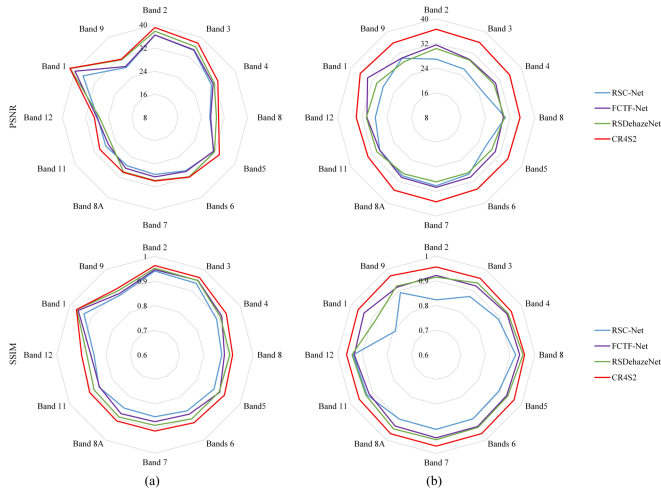 Band 2
Band 9 40 Band 3
32
Band 1 24 Band 4
16
PSNR Band 12 8 Band 8
Band 11 Band5
Band 8A Bands 6
Band 7
Band 2
Band 9 40 Band 3
32
Band 1 24 Band 4
16
Band 12 8 Band 8
Band 11 Band5
Band 8A Bands 6
Band 7
RSC-Net
FCTF-Net
RSDehazeNet
CR4S2
Band 2
Band 9 1 Band 3
0.9
Band 1 0.8 Band 4
0.7
SSIM Band 12 0.6 Band 8
Band 11 Band5
Band 8A Bands 6
Band 7
Band 2
Band 9 1 Band 3
0.9
Band 1 0.8 Band 4
0.7
Band 12 0.6 Band 8
Band 11 Band5
Band 8A Bands 6
Band 7
RSC-Net
FCTF-Net
RSDehazeNet
CR4S2
(a) (b)